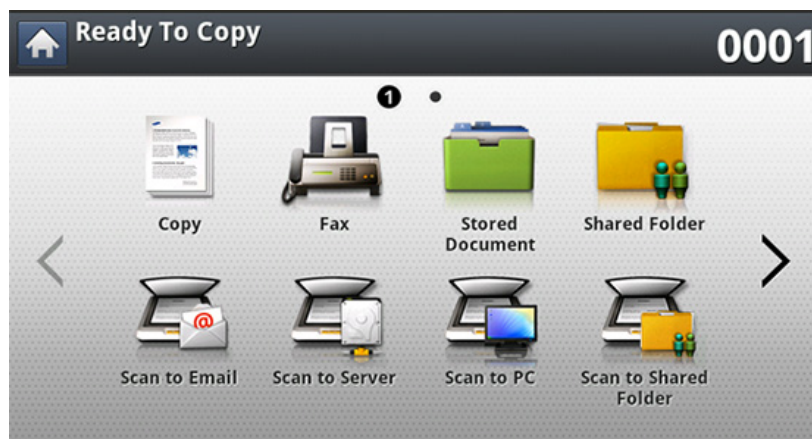 Ready To Copy
0001
1
Copy
Fax
Stored
Document
Shared Folder
Scan to Email
Scan to Server
Scan to PC
Scan to Shared
Folder